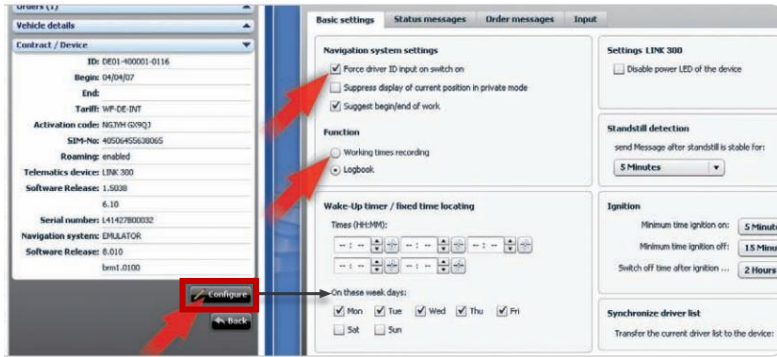 Orders (1)
Vehicle details
Contract / Device
ID: DE01-400001-0116
Begin: 04/04/07
End:
Tariff: WF-DE-INT
Activation code: NGJYH GX9QJ
SIM-No: 40506455638065
Roaming: enabled
Telematics device: LINK 300
Software Release: 1.5038
6.10
Serial number: L41427B00032
Navigation system: EMULATOR
Software Release: 8.010
brm1.0100
Configure
Back
Basic settings Status messages Order messages Input
Navigation system settings
Force driver ID input on switch on
Suppress display of current position in private mode
Suggest begin/end of work
Function
Working times recording
Logbook
Wake-Up timer / fixed time locating
Times (HH:MM):
-- : -- -- : -- -- : --
-- : -- -- : --
On these week days:
Mon Tue Wed Thu Fri
Sat Sun
Settings LINK 300
Disable power LED of the device
Standstill detection
send Message after standstill is stable for:
5 Minutes
Ignition
Minimum time ignition on: 5 Minut
Minimum time ignition off: 15 Minu
Switch off time after ignition ... 2 Hours
Synchronize driver list
Transfer the current driver list to the device: